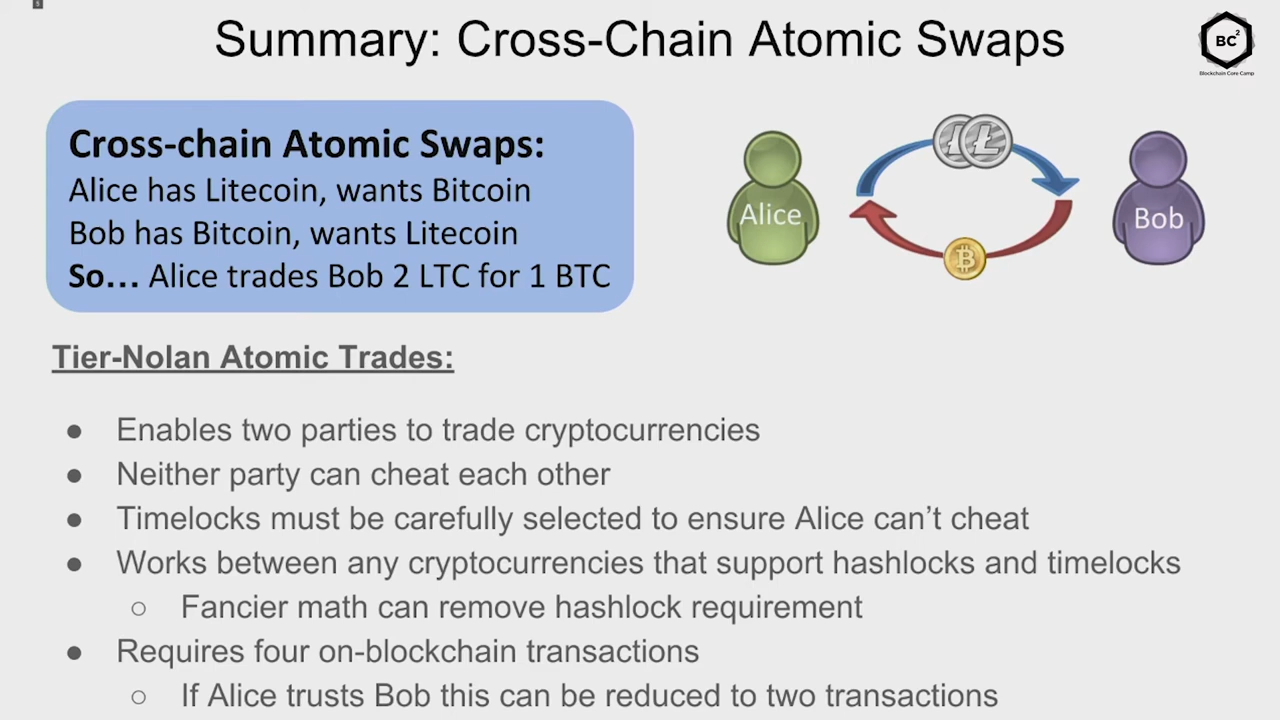 Summary: Cross-Chain Atomic Swaps
BC2
Blockchain Core Camp
Cross-chain Atomic Swaps:
Alice has Litecoin, wants Bitcoin
Bob has Bitcoin, wants Litecoin
So… Alice trades Bob 2 LTC for 1 BTC
Alice
Bob
Tier-Nolan Atomic Trades:
● Enables two parties to trade cryptocurrencies
● Neither party can cheat each other
● Timelocks must be carefully selected to ensure Alice can’t cheat
● Works between any cryptocurrencies that support hashlocks and timelocks
○ Fancier math can remove hashlock requirement
● Requires four on-blockchain transactions
○ If Alice trusts Bob this can be reduced to two transactions